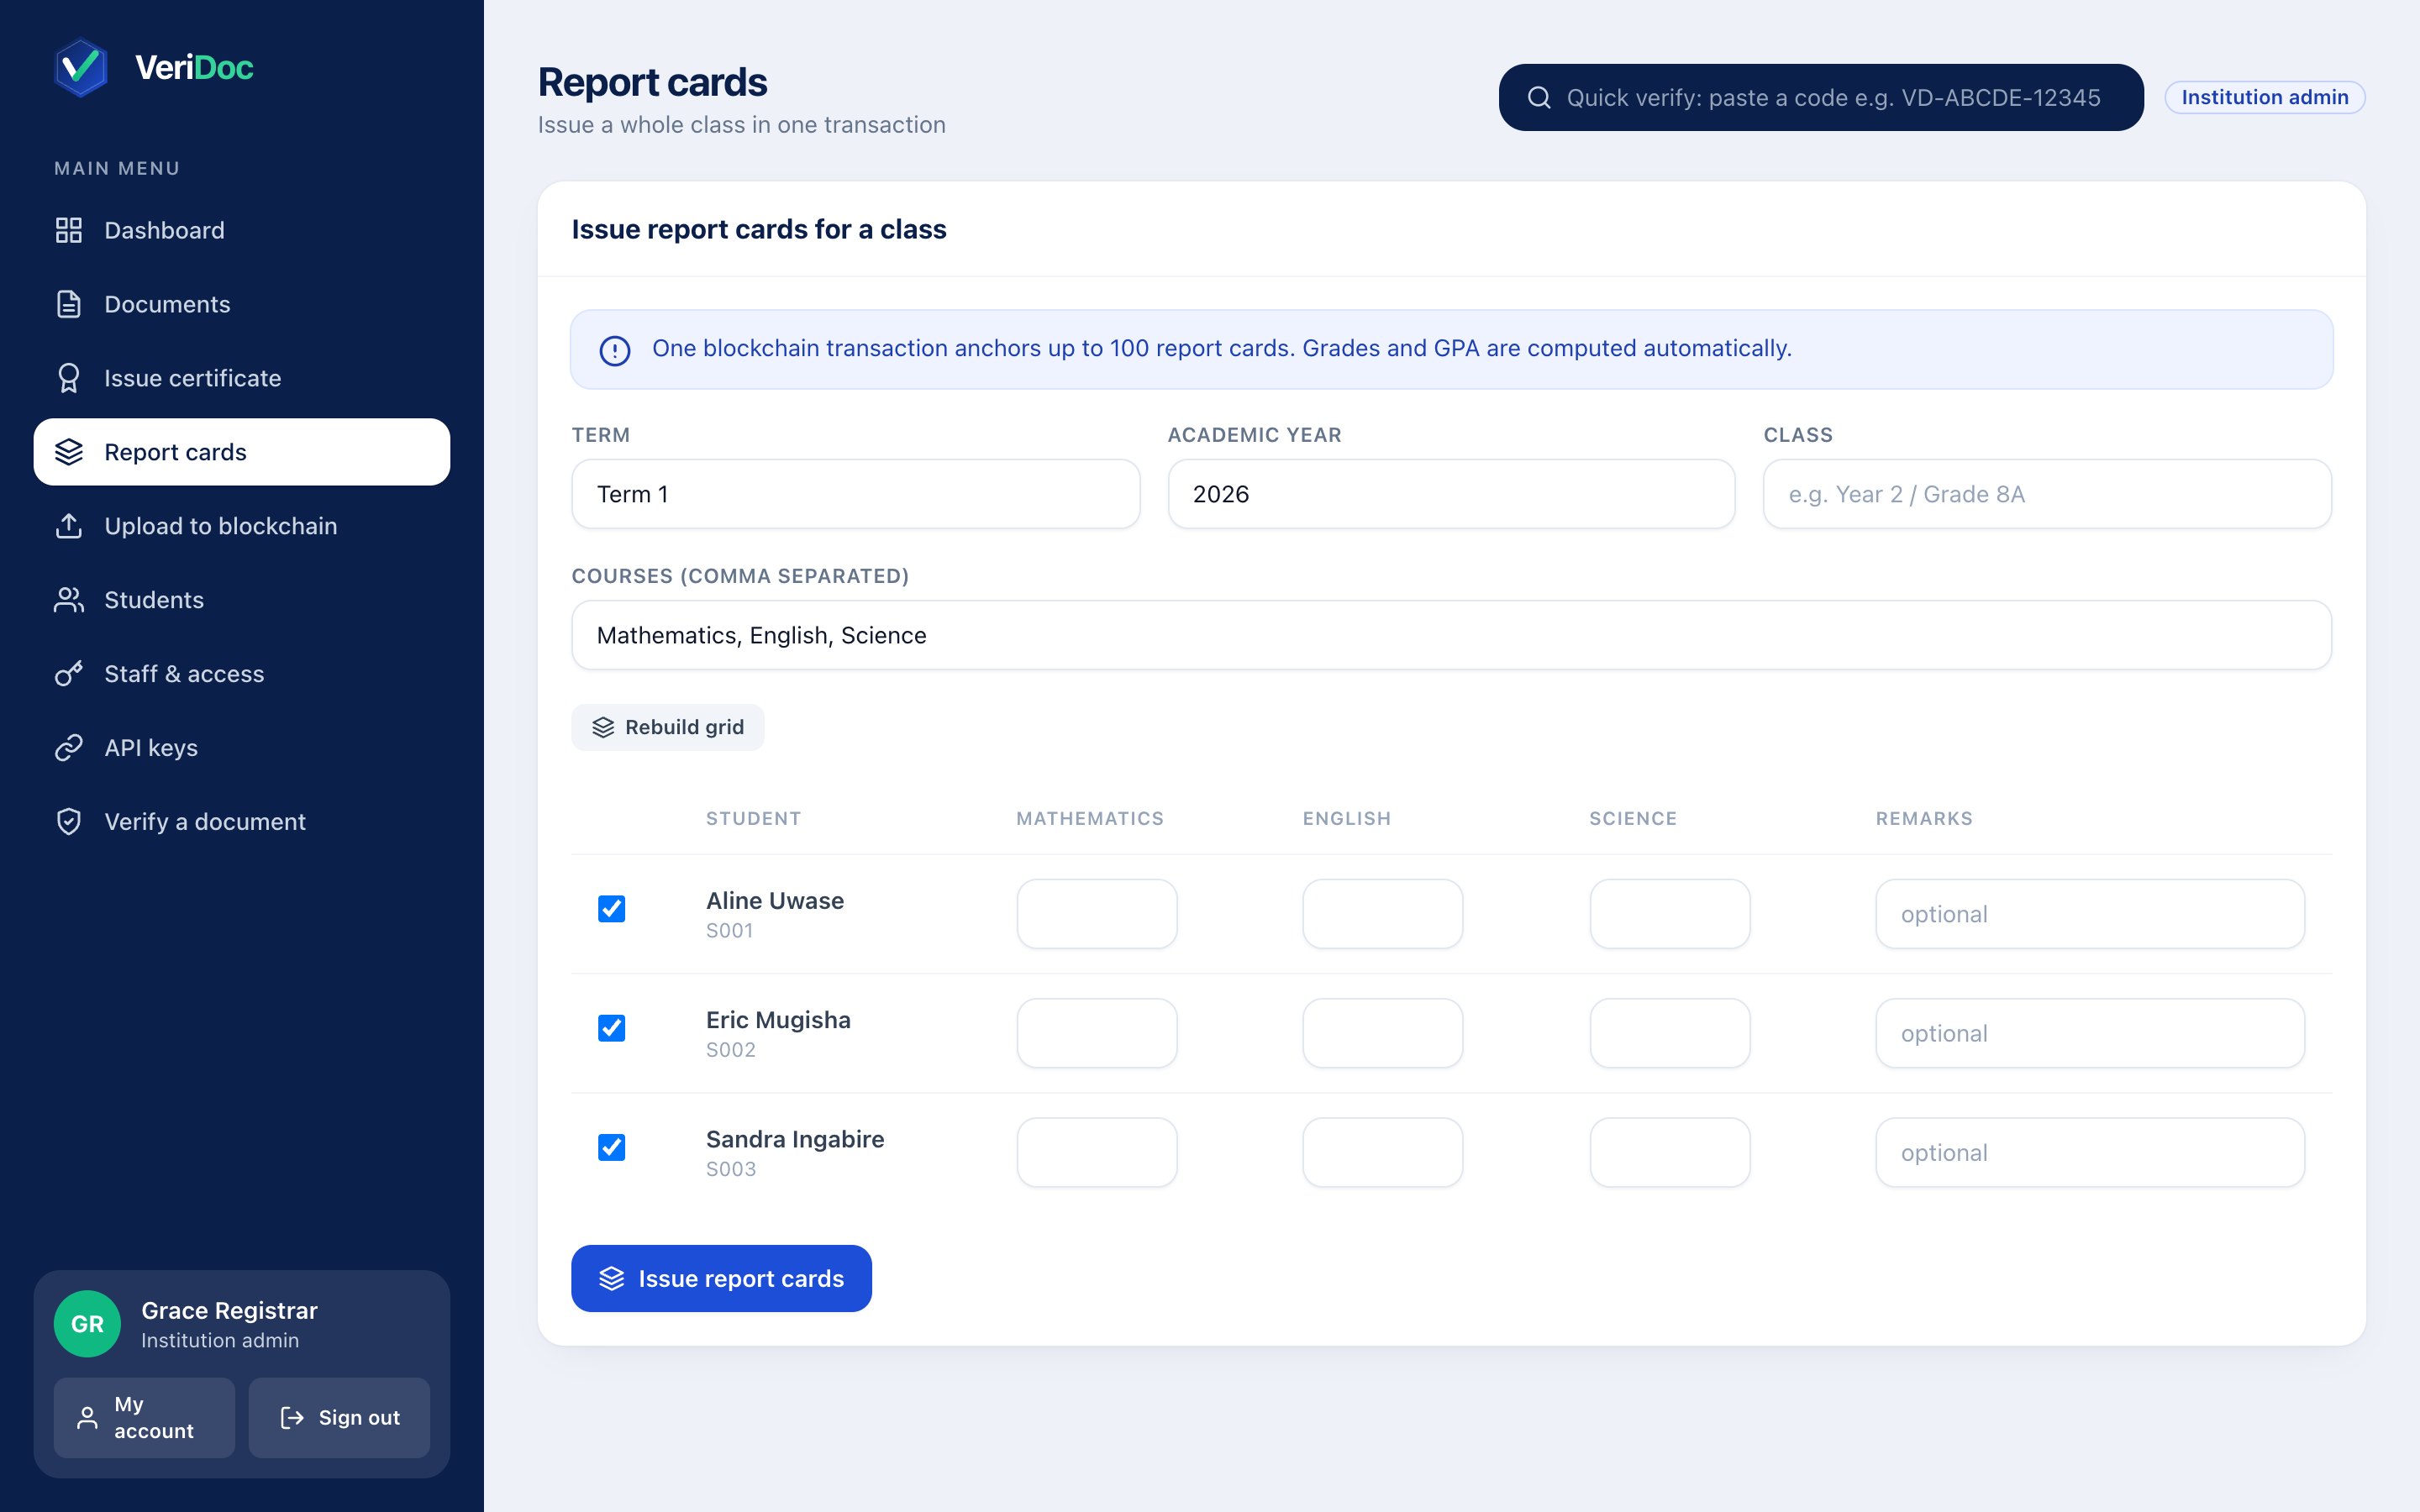 VeriDoc
MAIN MENU
Dashboard
Documents
Issue certificate
Report cards
Upload to blockchain
Students
Staff & access
API keys
Verify a document
GR
Grace Registrar
Institution admin
My
account
Sign out
Report cards
Issue a whole class in one transaction
Quick verify: paste a code e.g. VD-ABCDE-12345
Institution admin
Issue report cards for a class
One blockchain transaction anchors up to 100 report cards. Grades and GPA are computed automatically.
TERM
ACADEMIC YEAR
CLASS
Term 1
2026
e.g. Year 2 / Grade 8A
COURSES (COMMA SEPARATED)
Mathematics, English, Science
Rebuild grid
STUDENT
MATHEMATICS
ENGLISH
SCIENCE
REMARKS
Aline Uwase
S001
optional
Eric Mugisha
S002
optional
Sandra Ingabire
S003
optional
Issue report cards